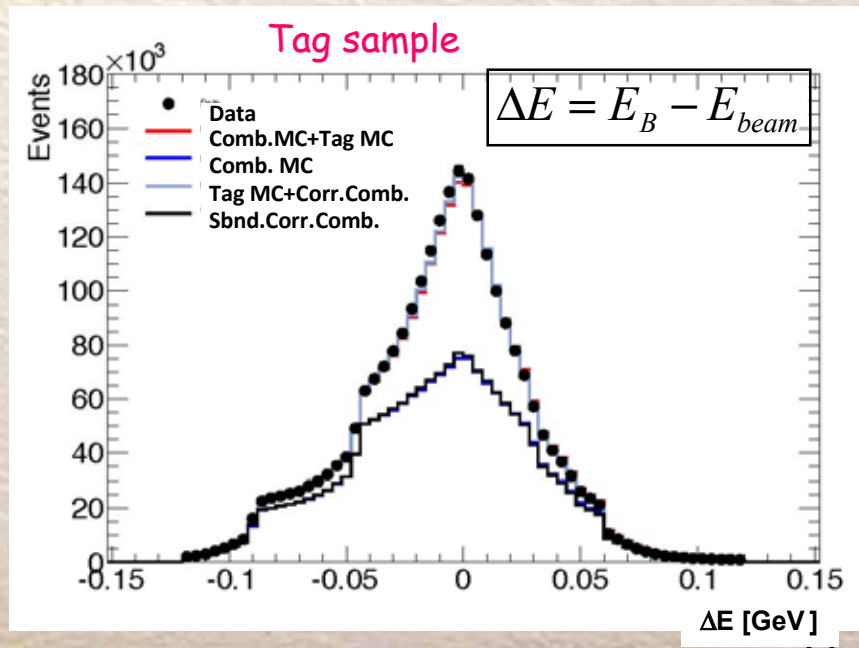 Tag sample
×10³
180
160
140
120
100
80
60
40
20
0
Events
Data
Comb.MC+Tag MC
Comb. MC
Tag MC+Corr.Comb.
Sbnd.Corr.Comb.
ΔE = E_B − E_beam
-0.15 -0.1 -0.05 0 0.05 0.1 0.15
ΔE [GeV]